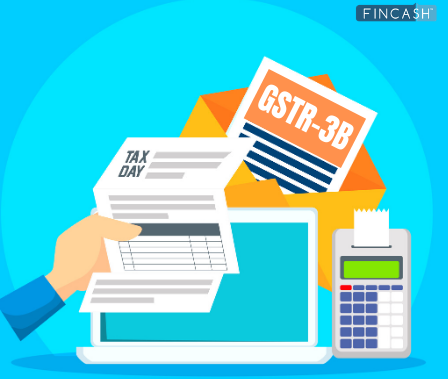 FINCASH
GSTR-3B
TAX
DAY